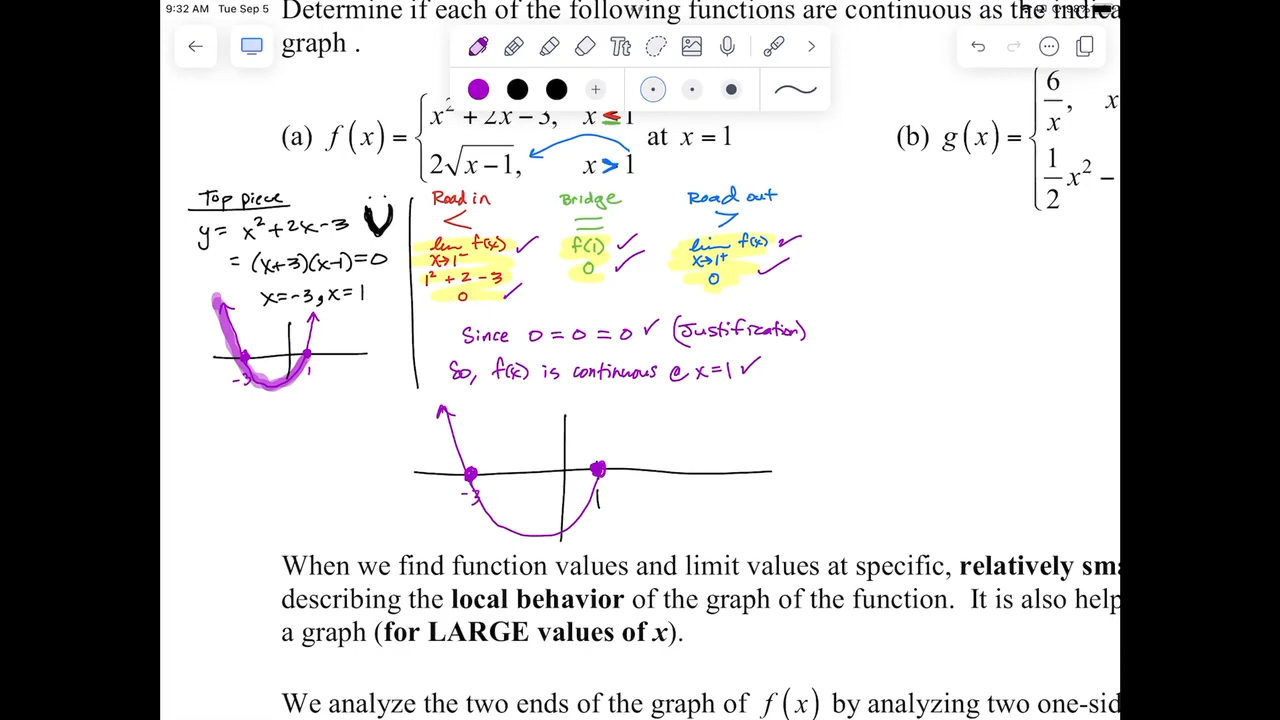 9:32 AM Tue Sep 5
Determine if each of the following functions are continuous as the indica
graph .
Tt
(a) f(x) = { x² + 2x − 3, x ≤ 1
2√x − 1, x > 1 at x = 1
(b) g(x) = { 6/x, x
1/2 x² −
Top piece
y = x² + 2x − 3
= (x+3)(x−1) = 0
x = −3, x = 1
−3 1
Road in Bridge Road out
< = >
lim f(x) ✓ f(1) ✓ lim f(x) ✓
x→1⁻ x→1⁺
1² + 2 − 3 0 ✓ 0 ✓
0 ✓
Since 0 = 0 = 0 ✓ (Justification)
So, f(x) is continuous @ x = 1 ✓
−3 1
When we find function values and limit values at specific, relatively sma
describing the local behavior of the graph of the function. It is also help
a graph (for LARGE values of x).
We analyze the two ends of the graph of f(x) by analyzing two one-sid